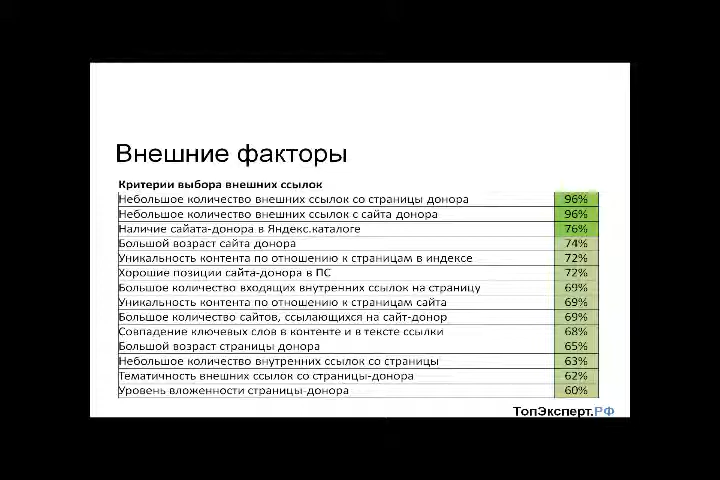 Внешние факторы
Критерии выбора внешних ссылок
Небольшое количество внешних ссылок со страницы донора 96%
Небольшое количество внешних ссылок с сайта донора 96%
Наличие сайата-донора в Яндекс.каталоге 76%
Большой возраст сайта донора 74%
Уникальность контента по отношению к страницам в индексе 72%
Хорошие позиции сайта-донора в ПС 72%
Большое количество входящих внутренних ссылок на страницу 69%
Уникальность контента по отношению к страницам сайта 69%
Большое количество сайтов, ссылающихся на сайт-донор 69%
Совпадение ключевых слов в контенте и в тексте ссылки 68%
Большой возраст страницы донора 65%
Небольшое количество внутренних ссылок со страницы 63%
Тематичность внешних ссылок со страницы-донора 62%
Уровень вложенности страницы-донора 60%
ТопЭксперт.РФ